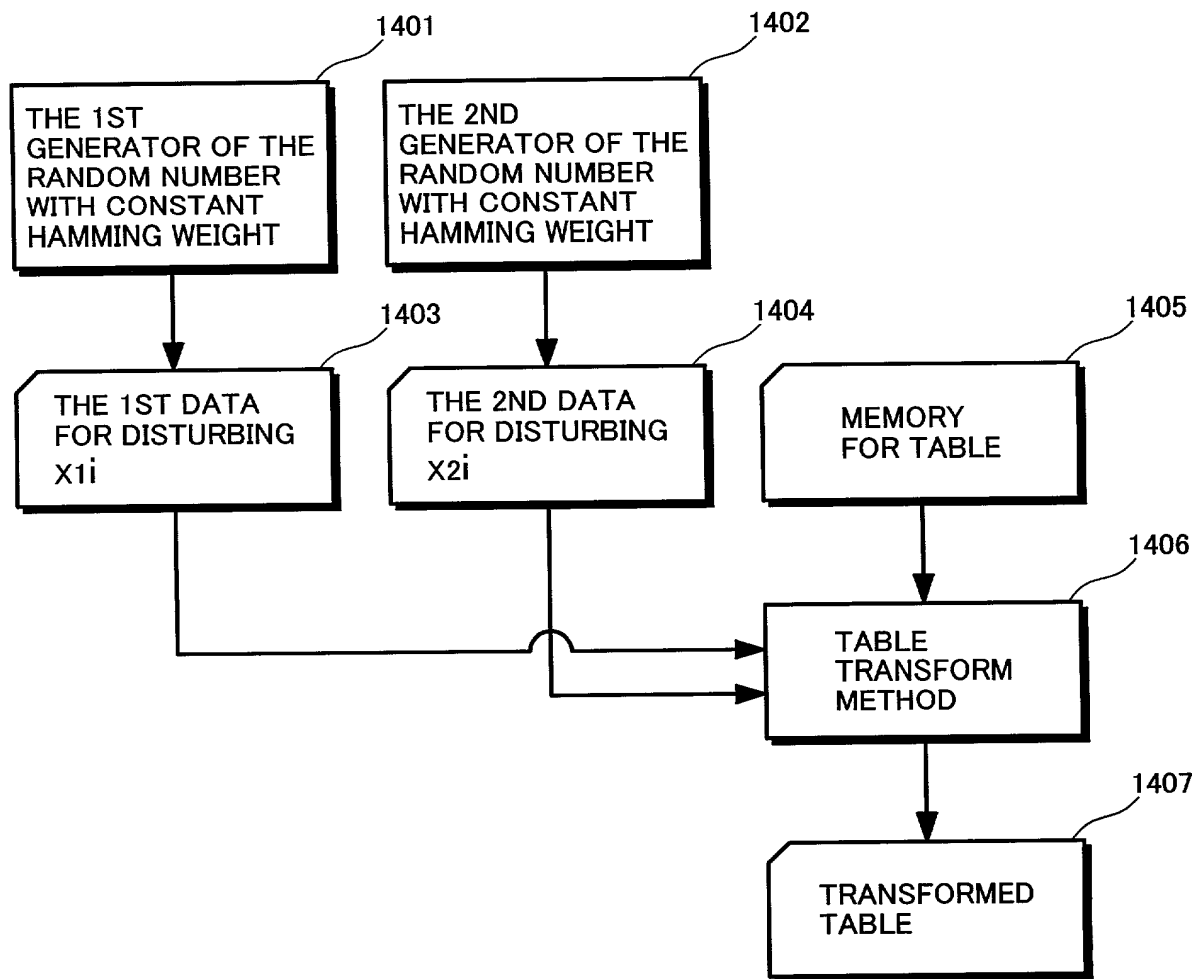 1401
1402
THE 1ST
GENERATOR OF THE
RANDOM NUMBER
WITH CONSTANT
HAMMING WEIGHT
THE 2ND
GENERATOR OF THE
RANDOM NUMBER
WITH CONSTANT
HAMMING WEIGHT
1403
1404
1405
THE 1ST DATA
FOR DISTURBING
X1i
THE 2ND DATA
FOR DISTURBING
X2i
MEMORY
FOR TABLE
1406
TABLE
TRANSFORM
METHOD
1407
TRANSFORMED
TABLE